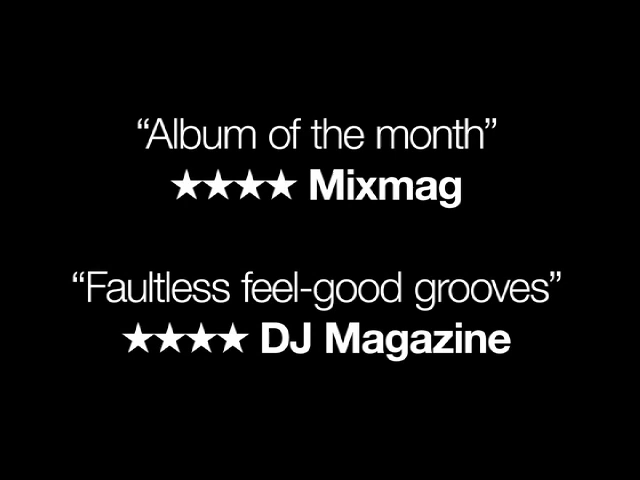 “Album of the month”
★★★★ Mixmag
“Faultless feel-good grooves”
★★★★ DJ Magazine